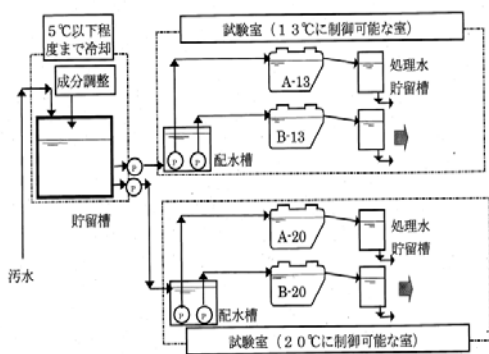 5℃以下程
度まで冷却
成分調整
貯留槽
汚水
試験室(13℃に制御可能な室)
A-13
処理水
貯留槽
B-13
P
P
配水槽
P
P
A-20
処理水
貯留槽
B-20
P
P
配水槽
試験室(20℃に制御可能な室)